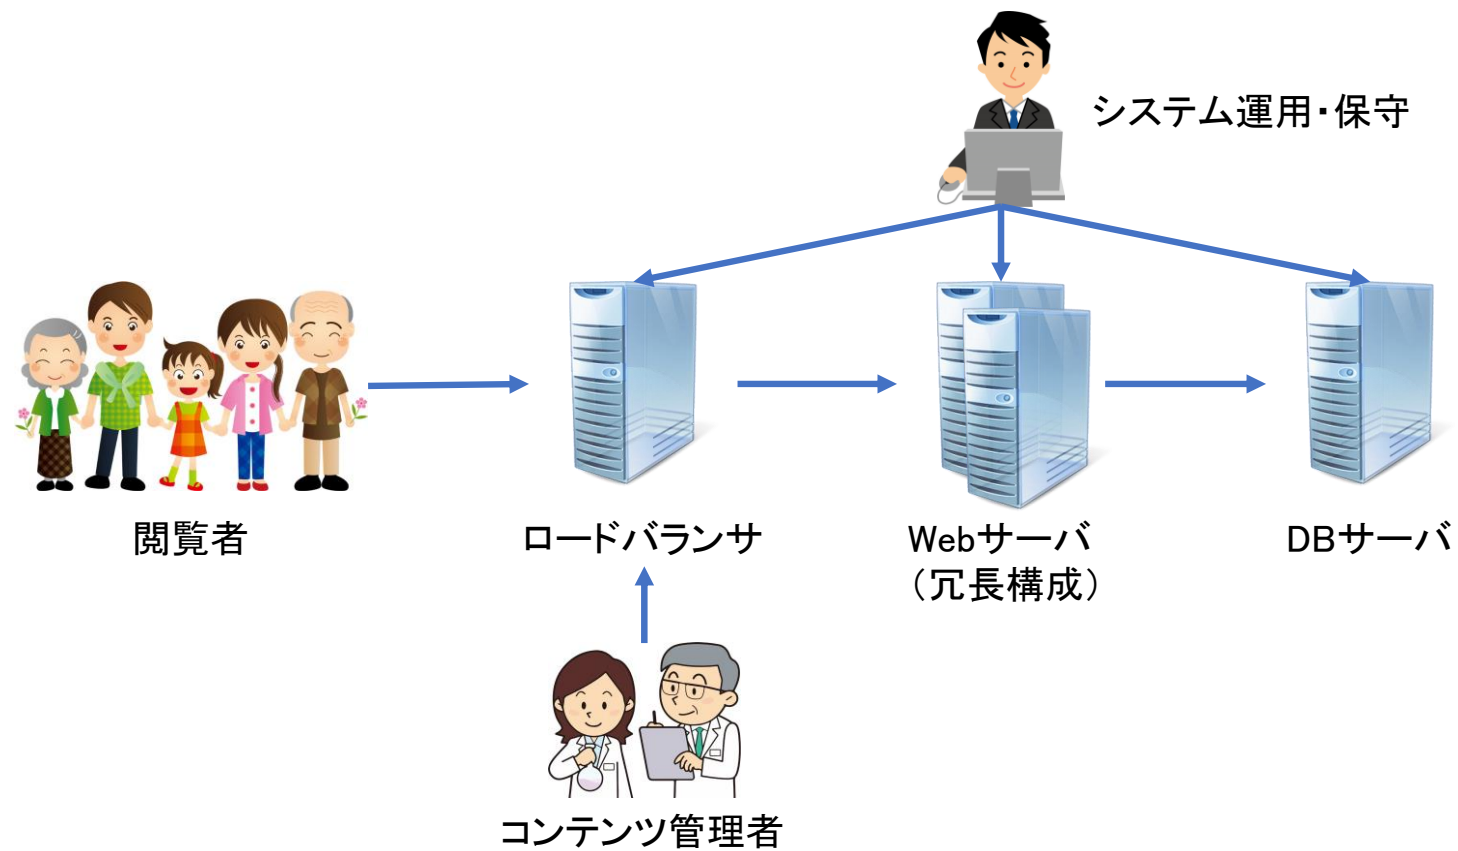 システム運用・保守
閲覧者
ロードバランサ
Webサーバ
（冗長構成）
DBサーバ
コンテンツ管理者